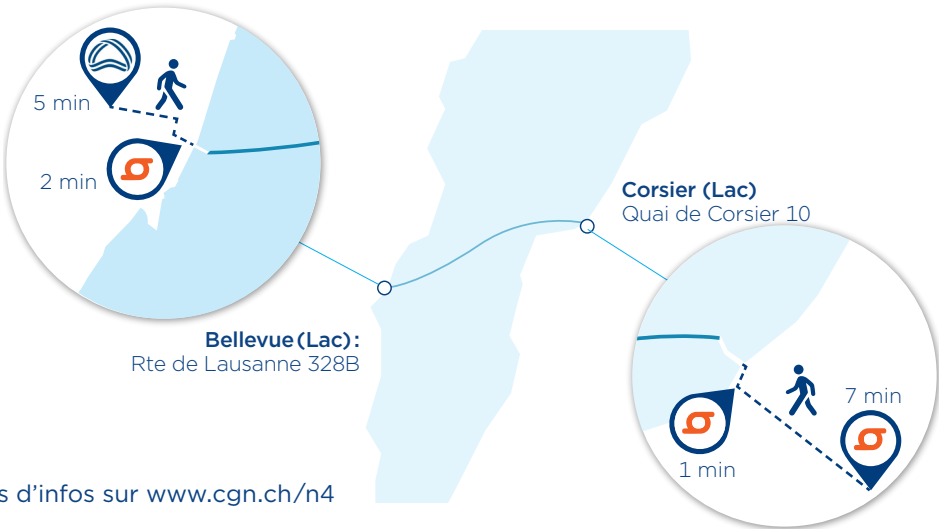 5 min
2 min
Corsier (Lac)
Quai de Corsier 10
Bellevue (Lac) :
Rte de Lausanne 328B
7 min
1 min
s d’infos sur www.cgn.ch/n4